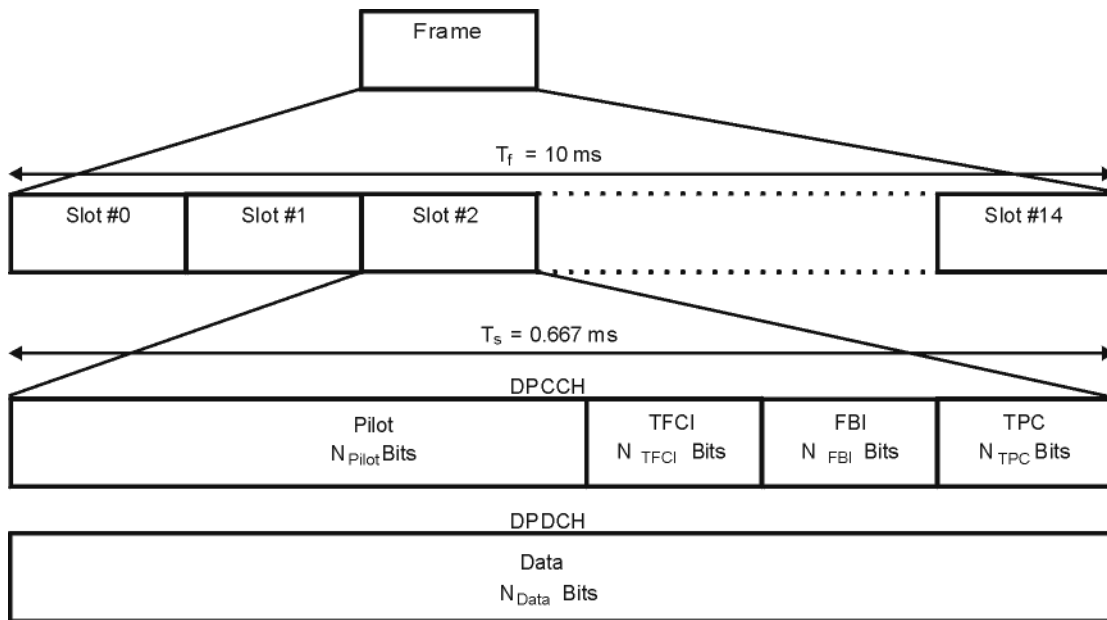 Frame
T_f = 10 ms
Slot #0 Slot #1 Slot #2 Slot #14
T_s = 0.667 ms
DPCCH
Pilot TFCI FBI TPC
N_Pilot Bits N_TFCI Bits N_FBI Bits N_TPC Bits
DPDCH
Data
N_Data Bits